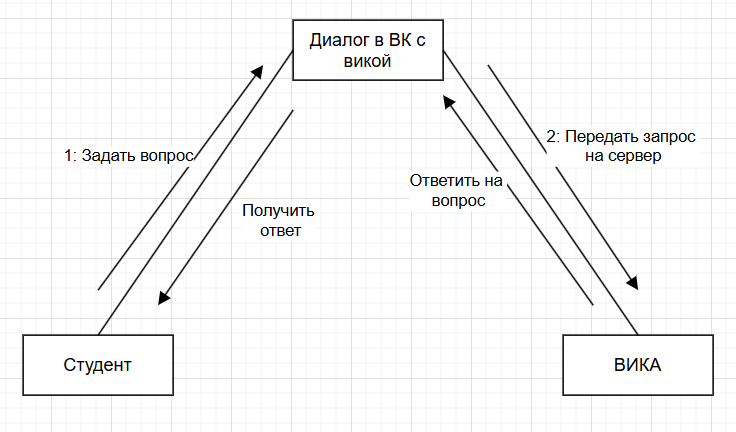 Диалог в ВК с
викой
1: Задать вопрос
2: Передать запрос
на сервер
Ответить на
вопрос
Получить
ответ
Студент
ВИКА